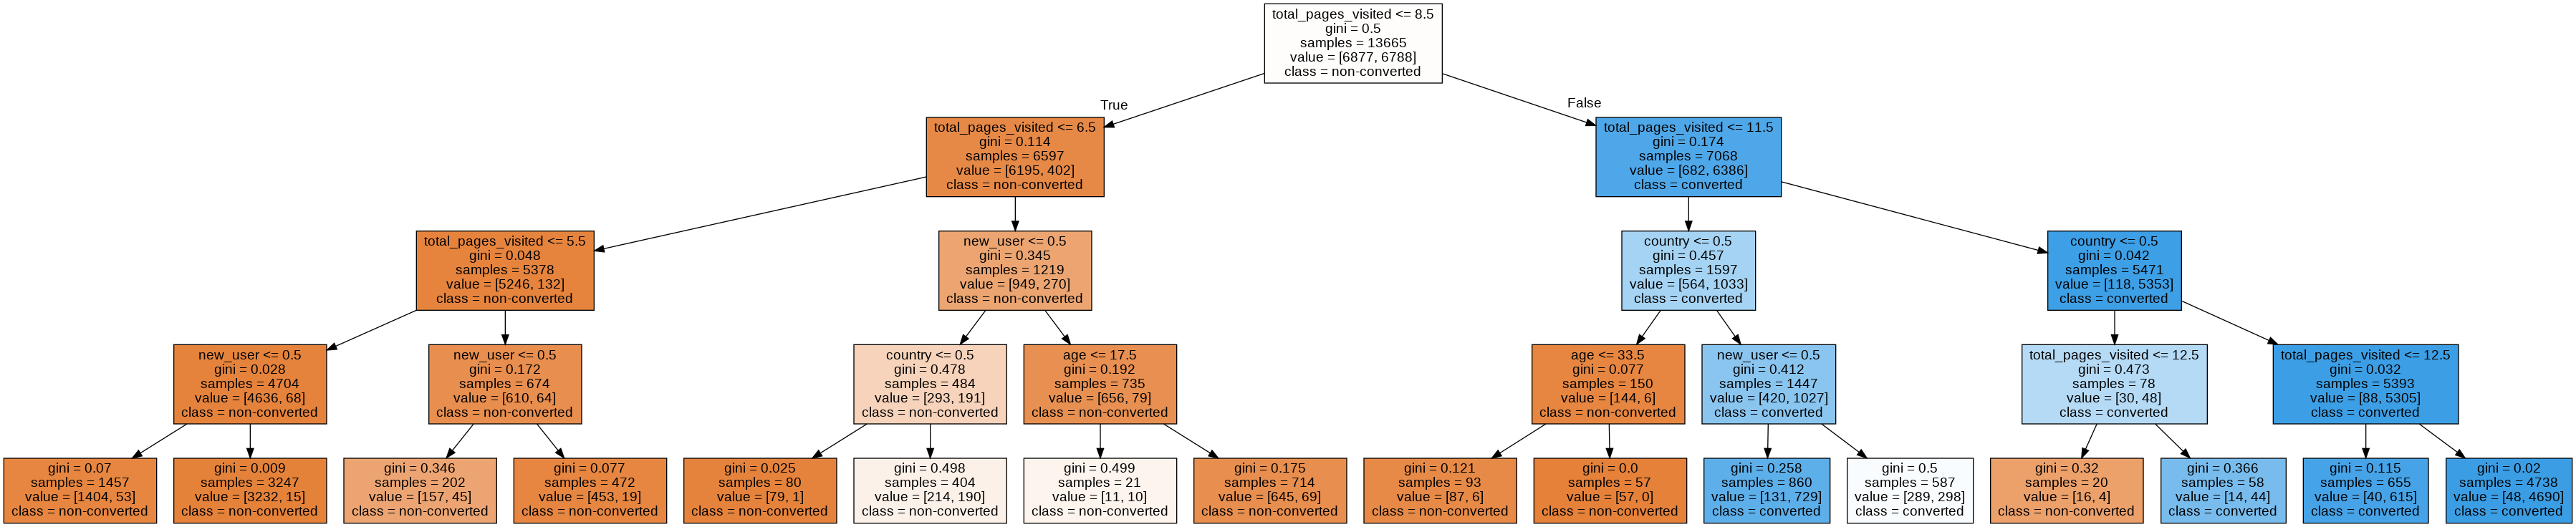 total_pages_visited <= 8.5
gini = 0.5
samples = 13665
value = [6877, 6788]
class = non-converted
True
False
total_pages_visited <= 6.5
gini = 0.114
samples = 6597
value = [6195, 402]
class = non-converted
total_pages_visited <= 11.5
gini = 0.174
samples = 7068
value = [682, 6386]
class = converted
total_pages_visited <= 5.5
gini = 0.048
samples = 5378
value = [5246, 132]
class = non-converted
new_user <= 0.5
gini = 0.345
samples = 1219
value = [949, 270]
class = non-converted
country <= 0.5
gini = 0.457
samples = 1597
value = [564, 1033]
class = converted
country <= 0.5
gini = 0.042
samples = 5471
value = [118, 5353]
class = converted
new_user <= 0.5
gini = 0.028
samples = 4704
value = [4636, 68]
class = non-converted
new_user <= 0.5
gini = 0.172
samples = 674
value = [610, 64]
class = non-converted
country <= 0.5
gini = 0.478
samples = 484
value = [293, 191]
class = non-converted
age <= 17.5
gini = 0.192
samples = 735
value = [656, 79]
class = non-converted
age <= 33.5
gini = 0.077
samples = 150
value = [144, 6]
class = non-converted
new_user <= 0.5
gini = 0.412
samples = 1447
value = [420, 1027]
class = converted
total_pages_visited <= 12.5
gini = 0.473
samples = 78
value = [30, 48]
class = converted
total_pages_visited <= 12.5
gini = 0.032
samples = 5393
value = [88, 5305]
class = converted
gini = 0.07
samples = 1457
value = [1404, 53]
class = non-converted
gini = 0.009
samples = 3247
value = [3232, 15]
class = non-converted
gini = 0.346
samples = 202
value = [157, 45]
class = non-converted
gini = 0.077
samples = 472
value = [453, 19]
class = non-converted
gini = 0.025
samples = 80
value = [79, 1]
class = non-converted
gini = 0.498
samples = 404
value = [214, 190]
class = non-converted
gini = 0.499
samples = 21
value = [11, 10]
class = non-converted
gini = 0.175
samples = 714
value = [645, 69]
class = non-converted
gini = 0.121
samples = 93
value = [87, 6]
class = non-converted
gini = 0.0
samples = 57
value = [57, 0]
class = non-converted
gini = 0.258
samples = 860
value = [131, 729]
class = converted
gini = 0.5
samples = 587
value = [289, 298]
class = converted
gini = 0.32
samples = 20
value = [16, 4]
class = non-converted
gini = 0.366
samples = 58
value = [14, 44]
class = converted
gini = 0.115
samples = 655
value = [40, 615]
class = converted
gini = 0.02
samples = 4738
value = [48, 4690]
class = converted